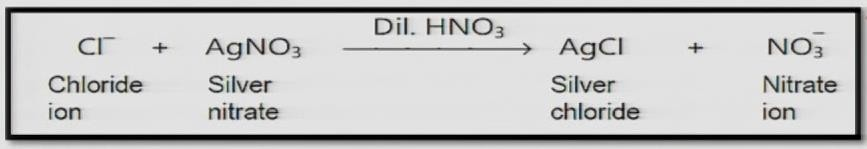 Dil. HNO₃
Cl⁻ + AgNO₃ → AgCl + NO₃⁻
Chloride Silver Silver Nitrate
ion nitrate chloride ion